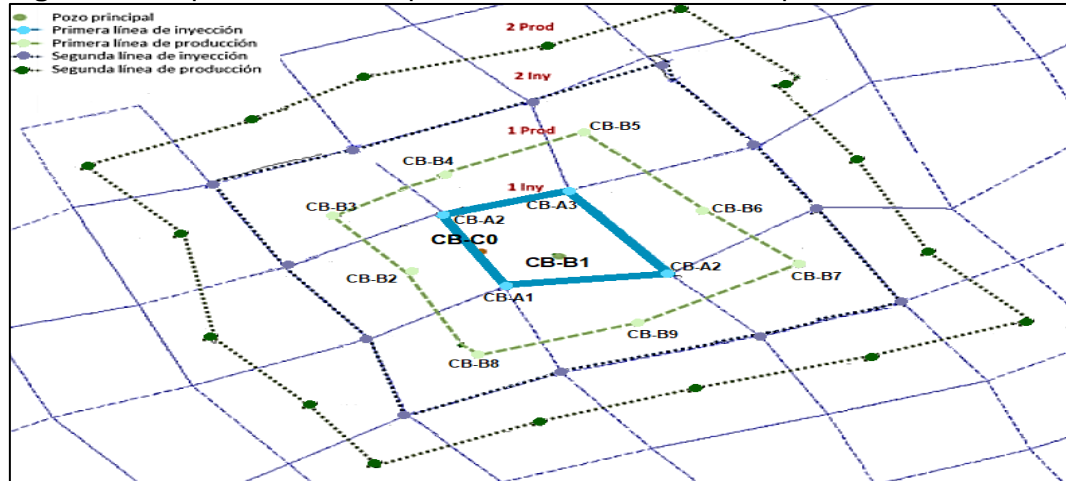 Pozo principal
Primera línea de inyección
Primera línea de producción
Segunda línea de inyección
Segunda línea de producción
2 Prod
2 Iny
1 Prod
CB-B5
CB-B4
1 Iny
CB-A3
CB-B3
CB-A2
CB-B6
CB-C0
CB-B1
CB-B2
CB-A2
CB-B7
CB-A1
CB-B9
CB-B8